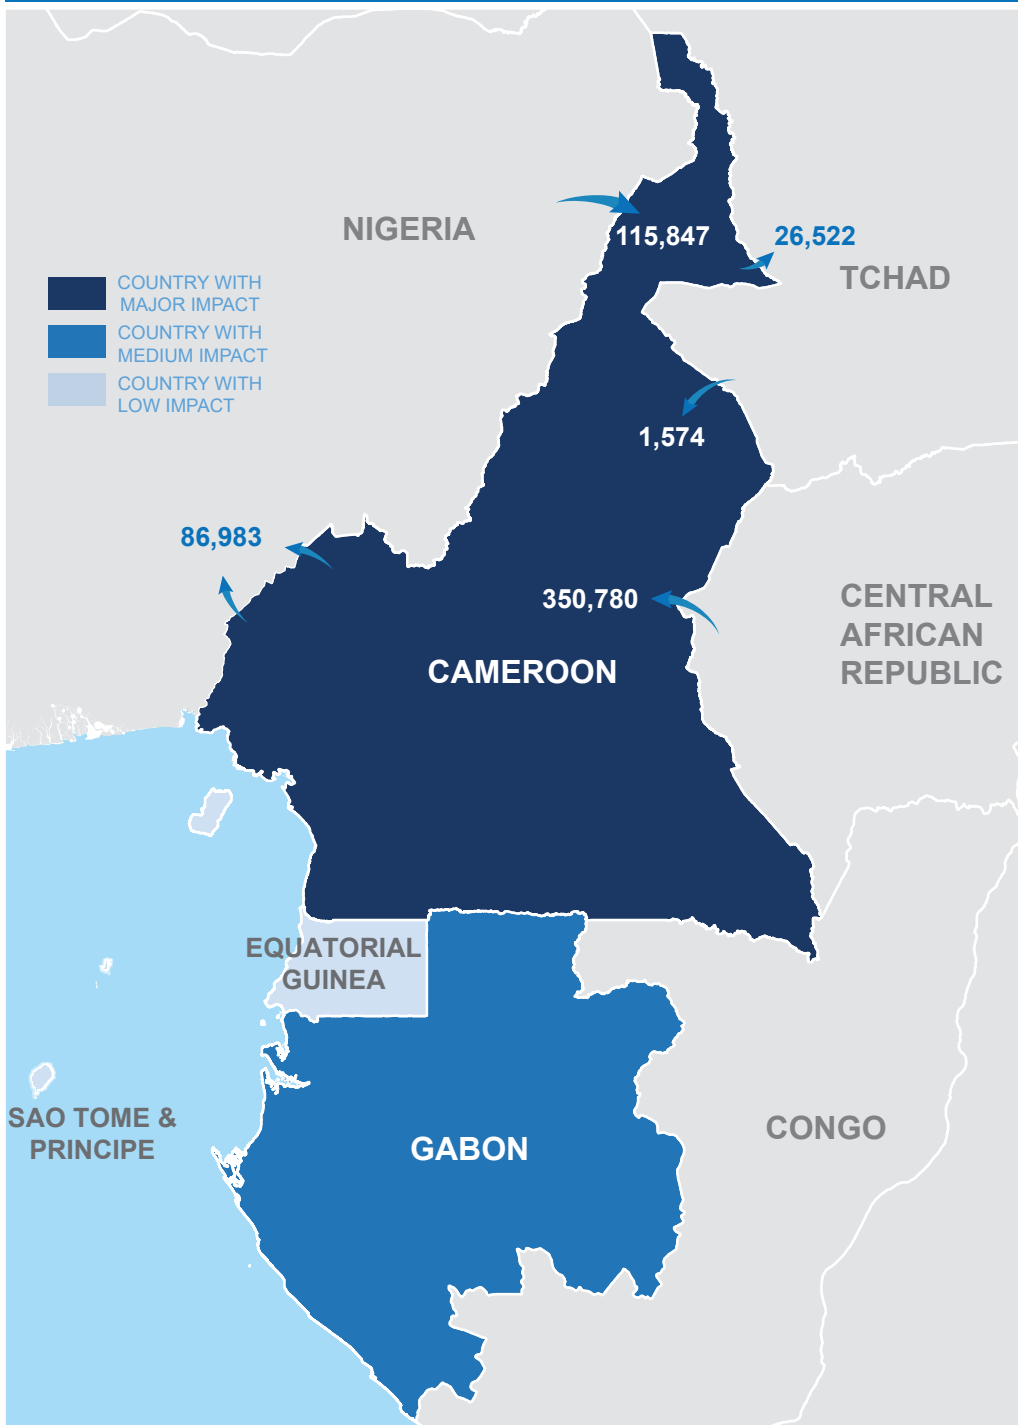 NIGERIA
115,847
26,522
TCHAD
COUNTRY WITH
MAJOR IMPACT
COUNTRY WITH
MEDIUM IMPACT
COUNTRY WITH
LOW IMPACT
1,574
86,983
350,780
CENTRAL
AFRICAN
REPUBLIC
CAMEROON
EQUATORIAL
GUINEA
SAO TOME &
PRINCIPE
GABON
CONGO